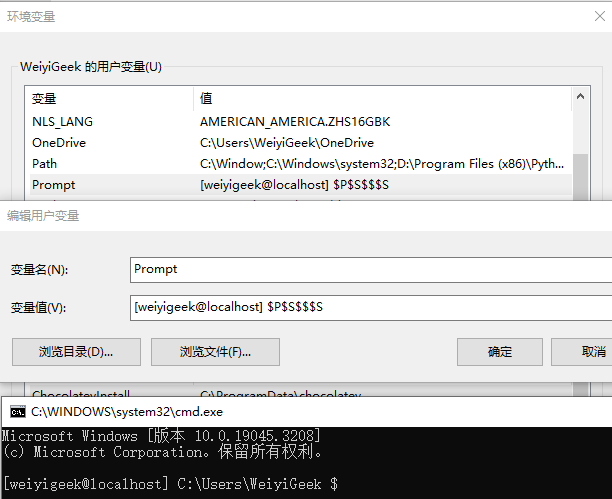 环境变量
WeiyiGeek 的用户变量(U)
变量 值
NLS_LANG AMERICAN_AMERICA.ZHS16GBK
OneDrive C:\Users\WeiyiGeek\OneDrive
Path C:\Window;C:\Windows\system32;D:\Program Files (x86)\Pyth...
Prompt [weiyigeek@localhost] $P$S$$$S
编辑用户变量
变量名(N): Prompt
变量值(V): [weiyigeek@localhost] $P$S$$$S
浏览目录(D)... 浏览文件(F)... 确定 取消
ChocolateyInstall C:\ProgramData\chocolatey
C:\WINDOWS\system32\cmd.exe
Microsoft Windows [版本 10.0.19045.3208]
(c) Microsoft Corporation。保留所有权利。
[weiyigeek@localhost] C:\Users\WeiyiGeek $